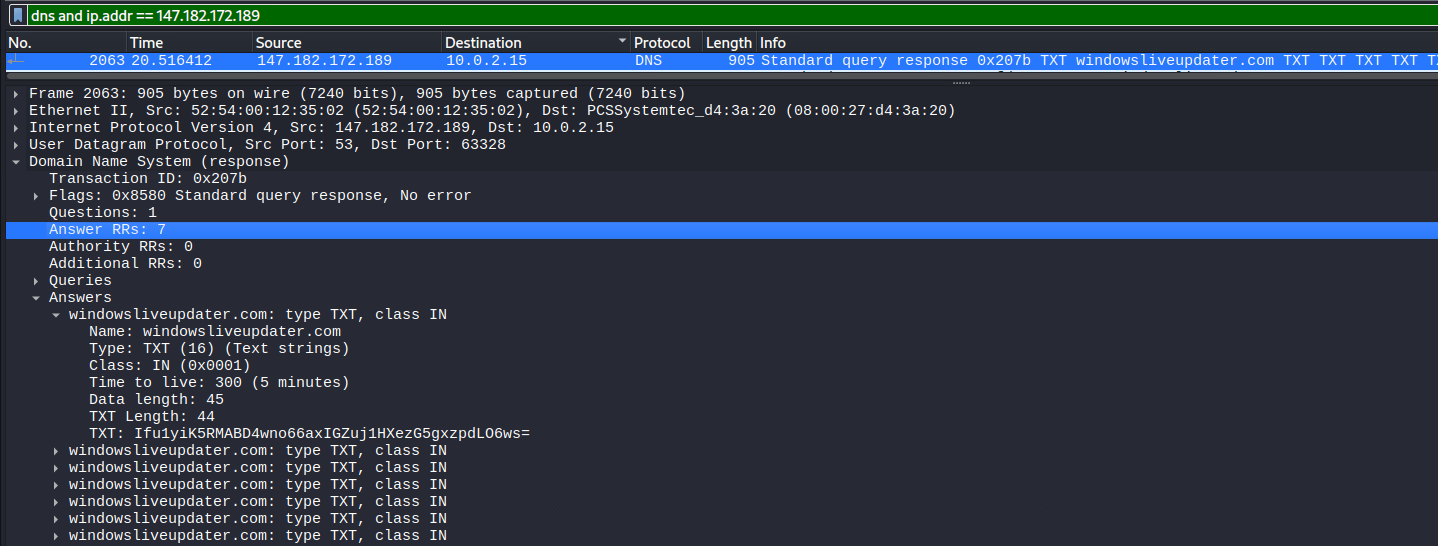 dns and ip.addr == 147.182.172.189
No. Time Source Destination Protocol Length Info
2063 20.516412 147.182.172.189 10.0.2.15 DNS 905 Standard query response 0x207b TXT windowsliveupdater.com TXT TXT TXT TXT T
Frame 2063: 905 bytes on wire (7240 bits), 905 bytes captured (7240 bits)
Ethernet II, Src: 52:54:00:12:35:02 (52:54:00:12:35:02), Dst: PCSSystemtec_d4:3a:20 (08:00:27:d4:3a:20)
Internet Protocol Version 4, Src: 147.182.172.189, Dst: 10.0.2.15
User Datagram Protocol, Src Port: 53, Dst Port: 63328
Domain Name System (response)
Transaction ID: 0x207b
Flags: 0x8580 Standard query response, No error
Questions: 1
Answer RRs: 7
Authority RRs: 0
Additional RRs: 0
Queries
Answers
windowsliveupdater.com: type TXT, class IN
Name: windowsliveupdater.com
Type: TXT (16) (Text strings)
Class: IN (0x0001)
Time to live: 300 (5 minutes)
Data length: 45
TXT Length: 44
TXT: Ifu1yiK5RMABD4wno66axIGZuj1HXezG5gxzpdLO6ws=
windowsliveupdater.com: type TXT, class IN
windowsliveupdater.com: type TXT, class IN
windowsliveupdater.com: type TXT, class IN
windowsliveupdater.com: type TXT, class IN
windowsliveupdater.com: type TXT, class IN
windowsliveupdater.com: type TXT, class IN